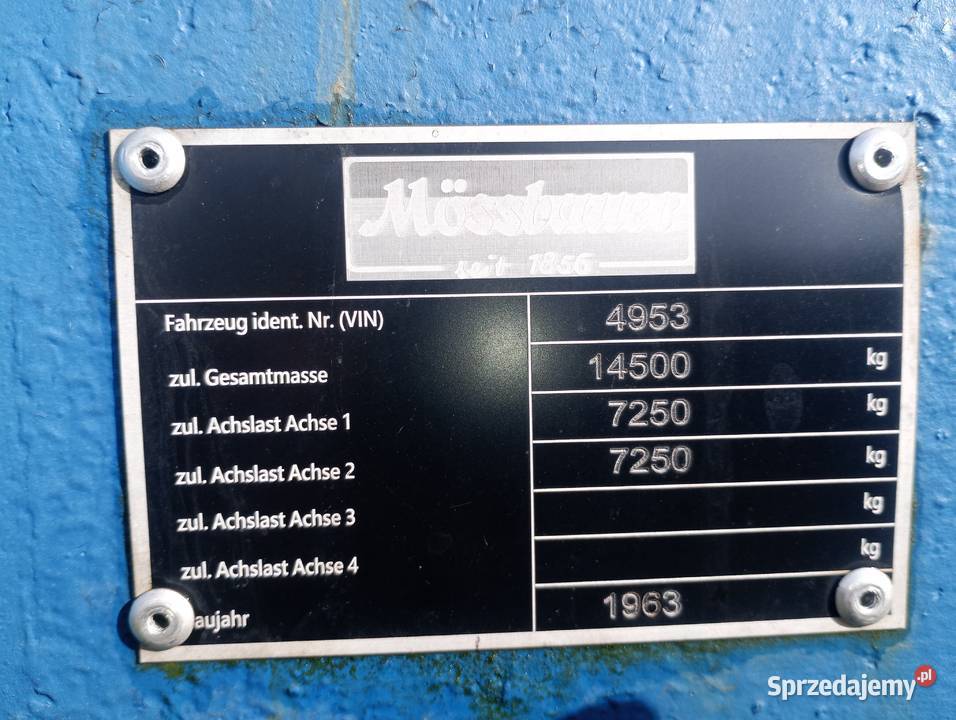 Mössbauer
seit 1856
Fahrzeug ident. Nr. (VIN) 4953
zul. Gesamtmasse 14500 kg
zul. Achslast Achse 1 7250 kg
zul. Achslast Achse 2 7250 kg
zul. Achslast Achse 3 kg
zul. Achslast Achse 4 kg
aujahr 1963
Sprzedajemy.pl